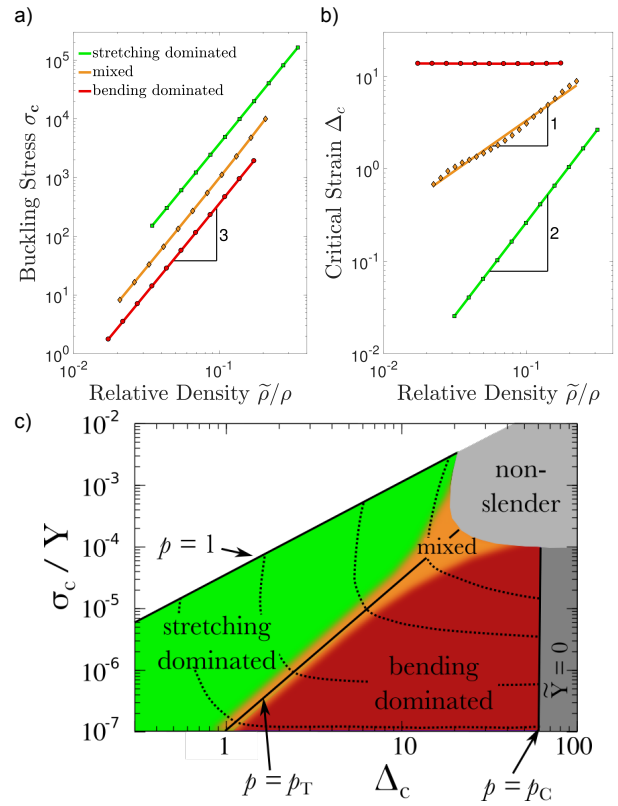 a)
stretching dominated
mixed
bending dominated
Buckling Stress σc
10^5
10^4
10^3
10^2
10^1
10^0
3
10^-2
10^-1
Relative Density ρ̃/ρ
b)
Critical Strain Δc
10^1
10^0
10^-1
10^-2
1
2
10^-2
10^-1
Relative Density ρ̃/ρ
c)
σc / Y
10^-2
10^-3
10^-4
10^-5
10^-6
10^-7
non-
slender
p = 1
mixed
stretching
dominated
bending
dominated
Ỹ = 0
1
10
100
p = pT
Δc
p = pC